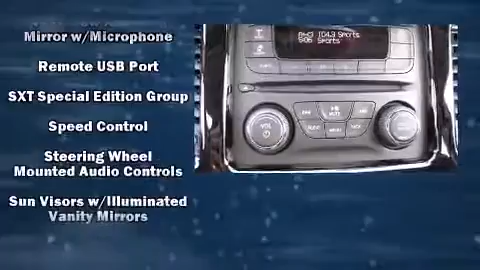 Mirror w/Microphone
Remote USB Port
SXT Special Edition Group
Speed Control
Steering Wheel
Mounted Audio Controls
Sun Visors w/Illuminated
Vanity Mirrors
104.3 Sports
Sports
VOL